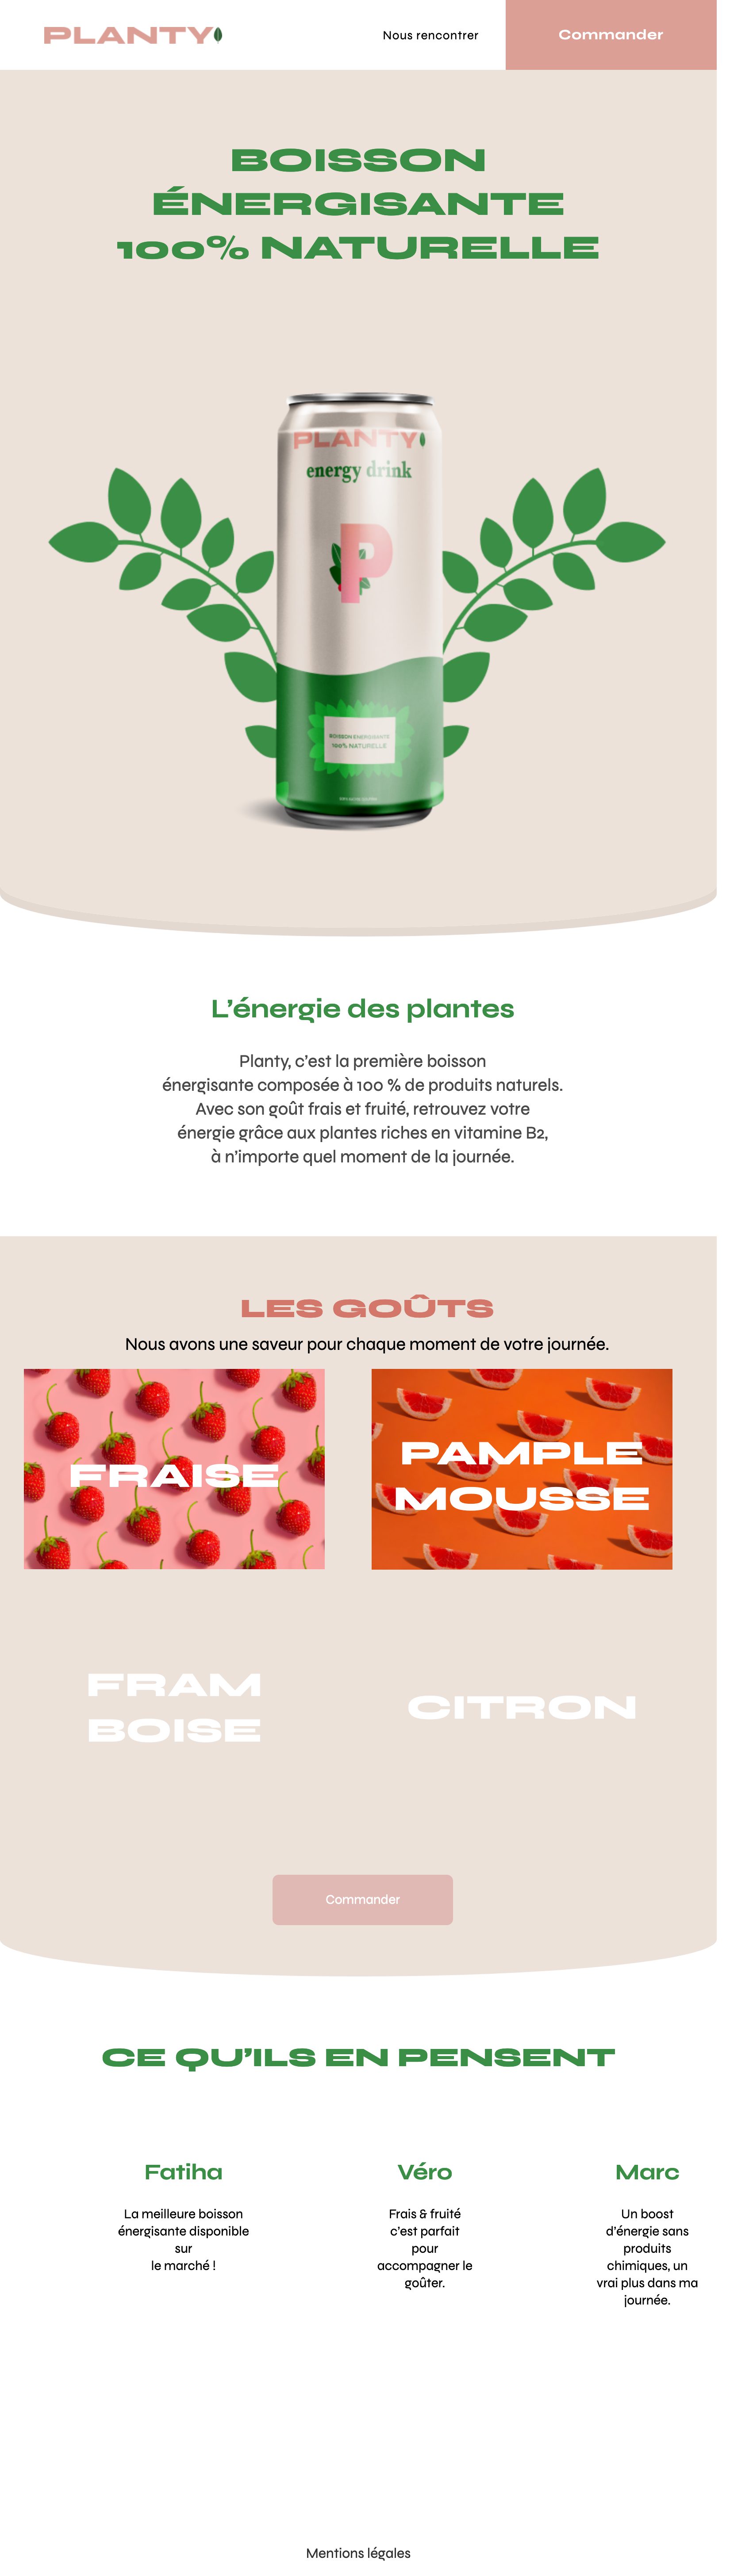 PLANTY
Nous rencontrer
Commander
BOISSON
ÉNERGISANTE
100% NATURELLE
PLANTY
energy drink
P
BOISSON ÉNERGISANTE
100% NATURELLE
L'énergie des plantes
Planty, c'est la première boisson
énergisante composée à 100 % de produits naturels.
Avec son goût frais et fruité, retrouvez votre
énergie grâce aux plantes riches en vitamine B2,
à n'importe quel moment de la journée.
LES GOÛTS
Nous avons une saveur pour chaque moment de votre journée.
FRAISE
PAMPLE
MOUSSE
FRAM
BOISE
CITRON
Commander
CE QU'ILS EN PENSENT
Fatiha
La meilleure boisson
énergisante disponible
sur
le marché !
Véro
Frais & fruité
c'est parfait
pour
accompagner le
goûter.
Marc
Un boost
d'énergie sans
produits
chimiques, un
vrai plus dans ma
journée.
Mentions légales